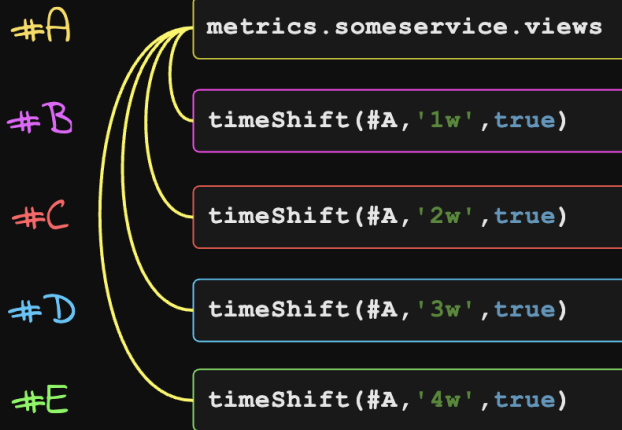 #A metrics.someservice.views
#B timeShift(#A,'1w',true)
#C timeShift(#A,'2w',true)
#D timeShift(#A,'3w',true)
#E timeShift(#A,'4w',true)